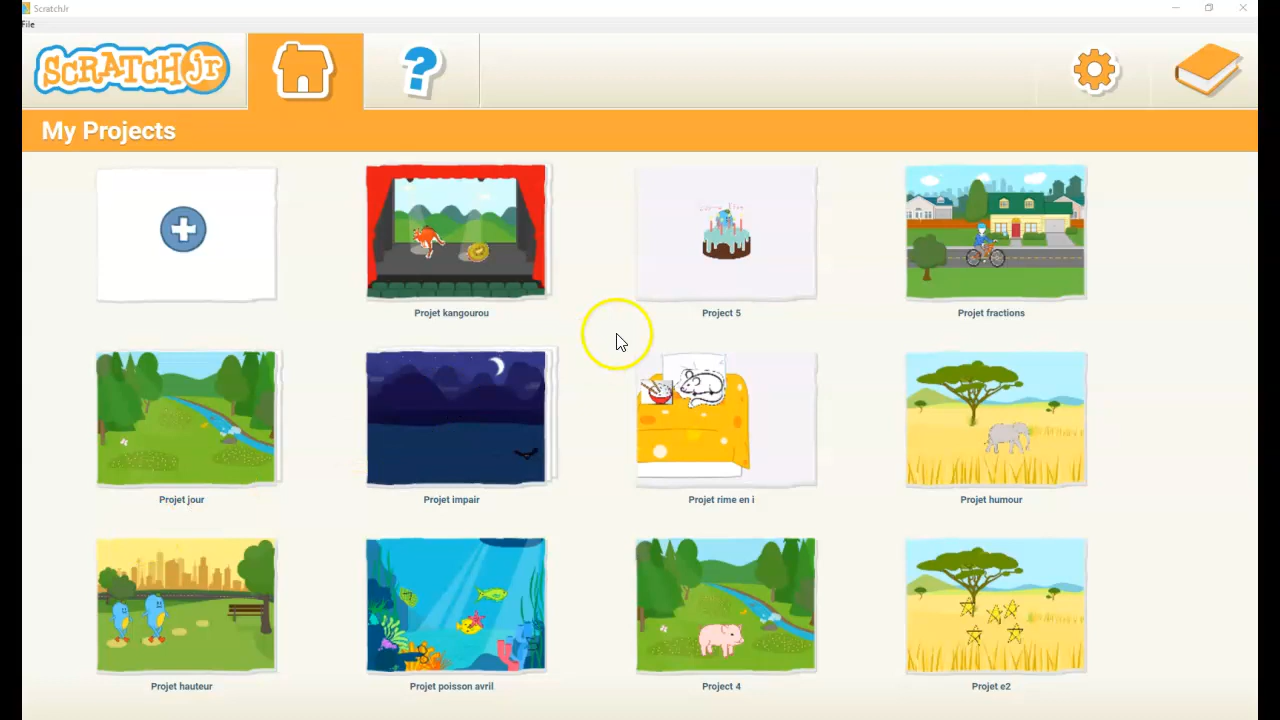 ScratchJr
File
SCRATCHJr
?
My Projects
Projet kangourou
Project 5
Projet fractions
Projet jour
Projet impair
Projet rime en i
Projet humour
Projet hauteur
Projet poisson avril
Project 4
Projet e2